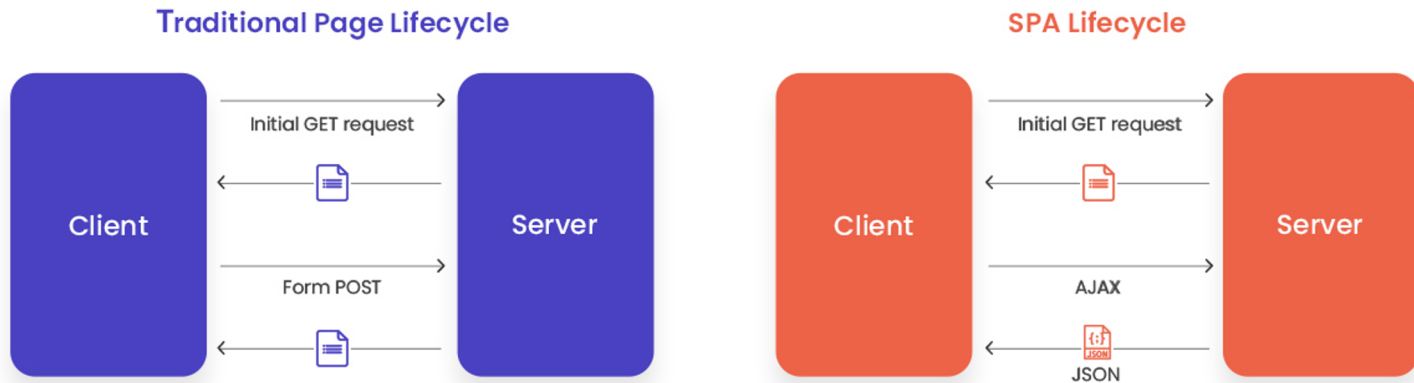 Traditional Page Lifecycle
Client
Initial GET request
Form POST
Server
SPA Lifecycle
Client
Initial GET request
AJAX
{;}
JSON
JSON
Server